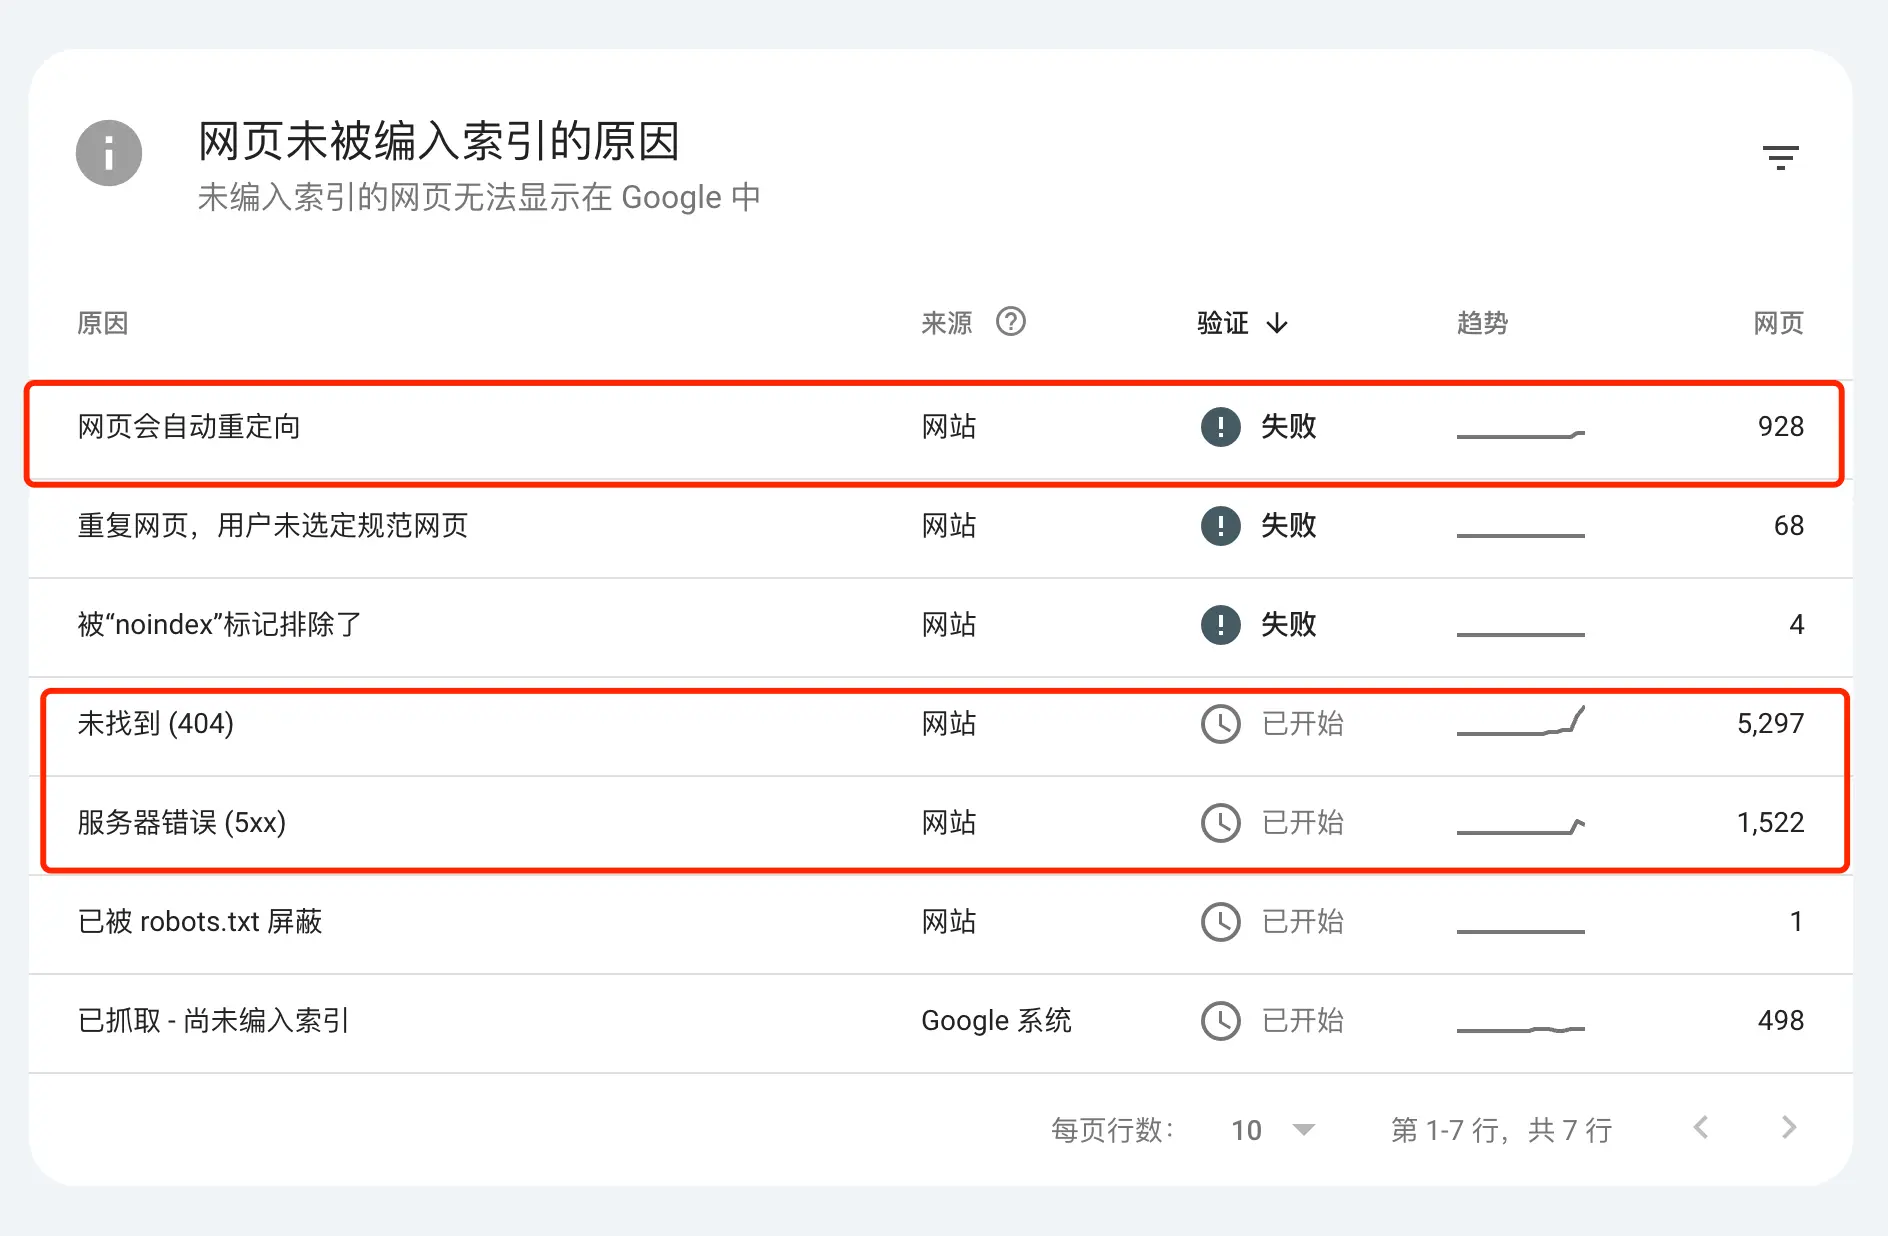 网页未被编入索引的原因
未编入索引的网页无法显示在 Google 中
原因 来源 验证 趋势 网页
网页会自动重定向 网站 失败 928
重复网页，用户未选定规范网页 网站 失败 68
被“noindex”标记排除了 网站 失败 4
未找到 (404) 网站 已开始 5,297
服务器错误 (5xx) 网站 已开始 1,522
已被 robots.txt 屏蔽 网站 已开始 1
已抓取 - 尚未编入索引 Google 系统 已开始 498
每页行数： 10 第 1-7 行，共 7 行